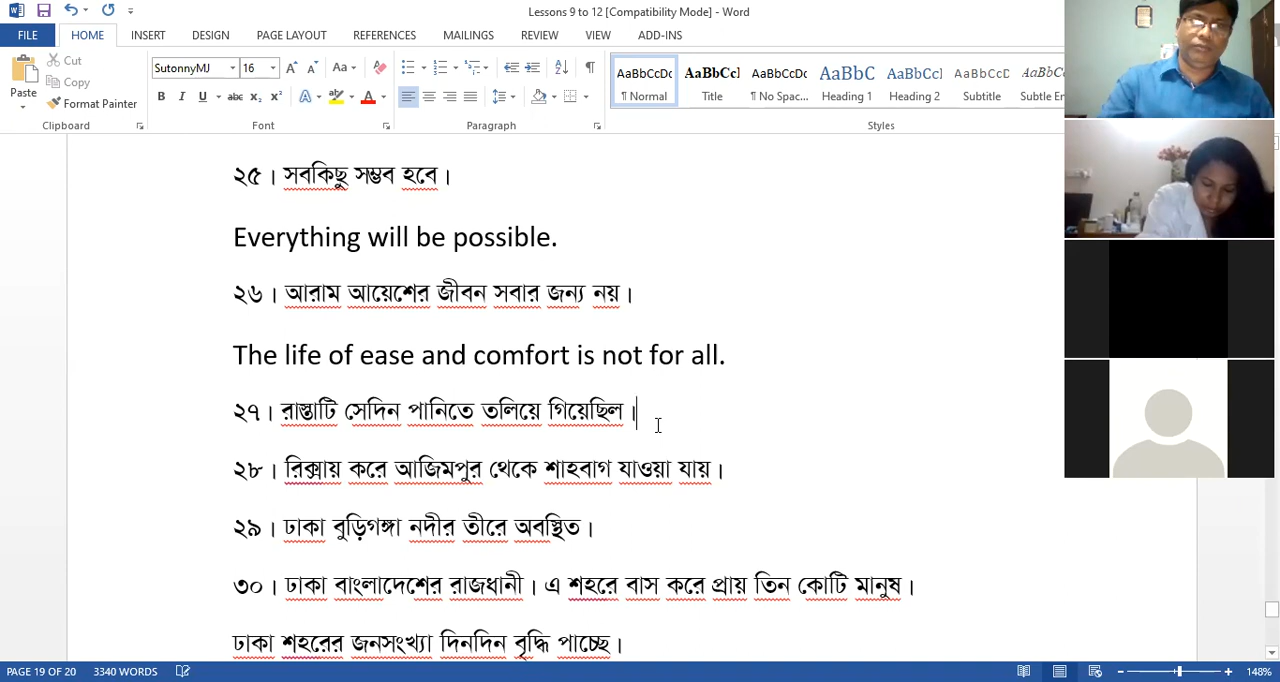 Lessons 9 to 12 [Compatibility Mode] - Word
FILE HOME INSERT DESIGN PAGE LAYOUT REFERENCES MAILINGS REVIEW VIEW ADD-INS
Cut
Copy
Format Painter
Paste
SutonnyMJ 16
AaBbCcDc AaBbCcI AaBbCcDc AaBbC AaBbCcI AaBbCcD AaBbCcD
¶ Normal Title ¶ No Spac... Heading 1 Heading 2 Subtitle Subtle En
Clipboard Font Paragraph Styles
২৫। সবকিছু সম্ভব হবে।
Everything will be possible.
২৬। আরাম আয়েশের জীবন সবার জন্য নয়।
The life of ease and comfort is not for all.
২৭। রাস্তাটি সেদিন পানিতে তলিয়ে গিয়েছিল।
২৮। রিক্সায় করে আজিমপুর থেকে শাহবাগ যাওয়া যায়।
২৯। ঢাকা বুড়িগঙ্গা নদীর তীরে অবস্থিত।
৩০। ঢাকা বাংলাদেশের রাজধানী। এ শহরে বাস করে প্রায় তিন কোটি মানুষ।
ঢাকা শহরের জনসংখ্যা দিনদিন বৃদ্ধি পাচ্ছে।
PAGE 19 OF 20 3340 WORDS 148%